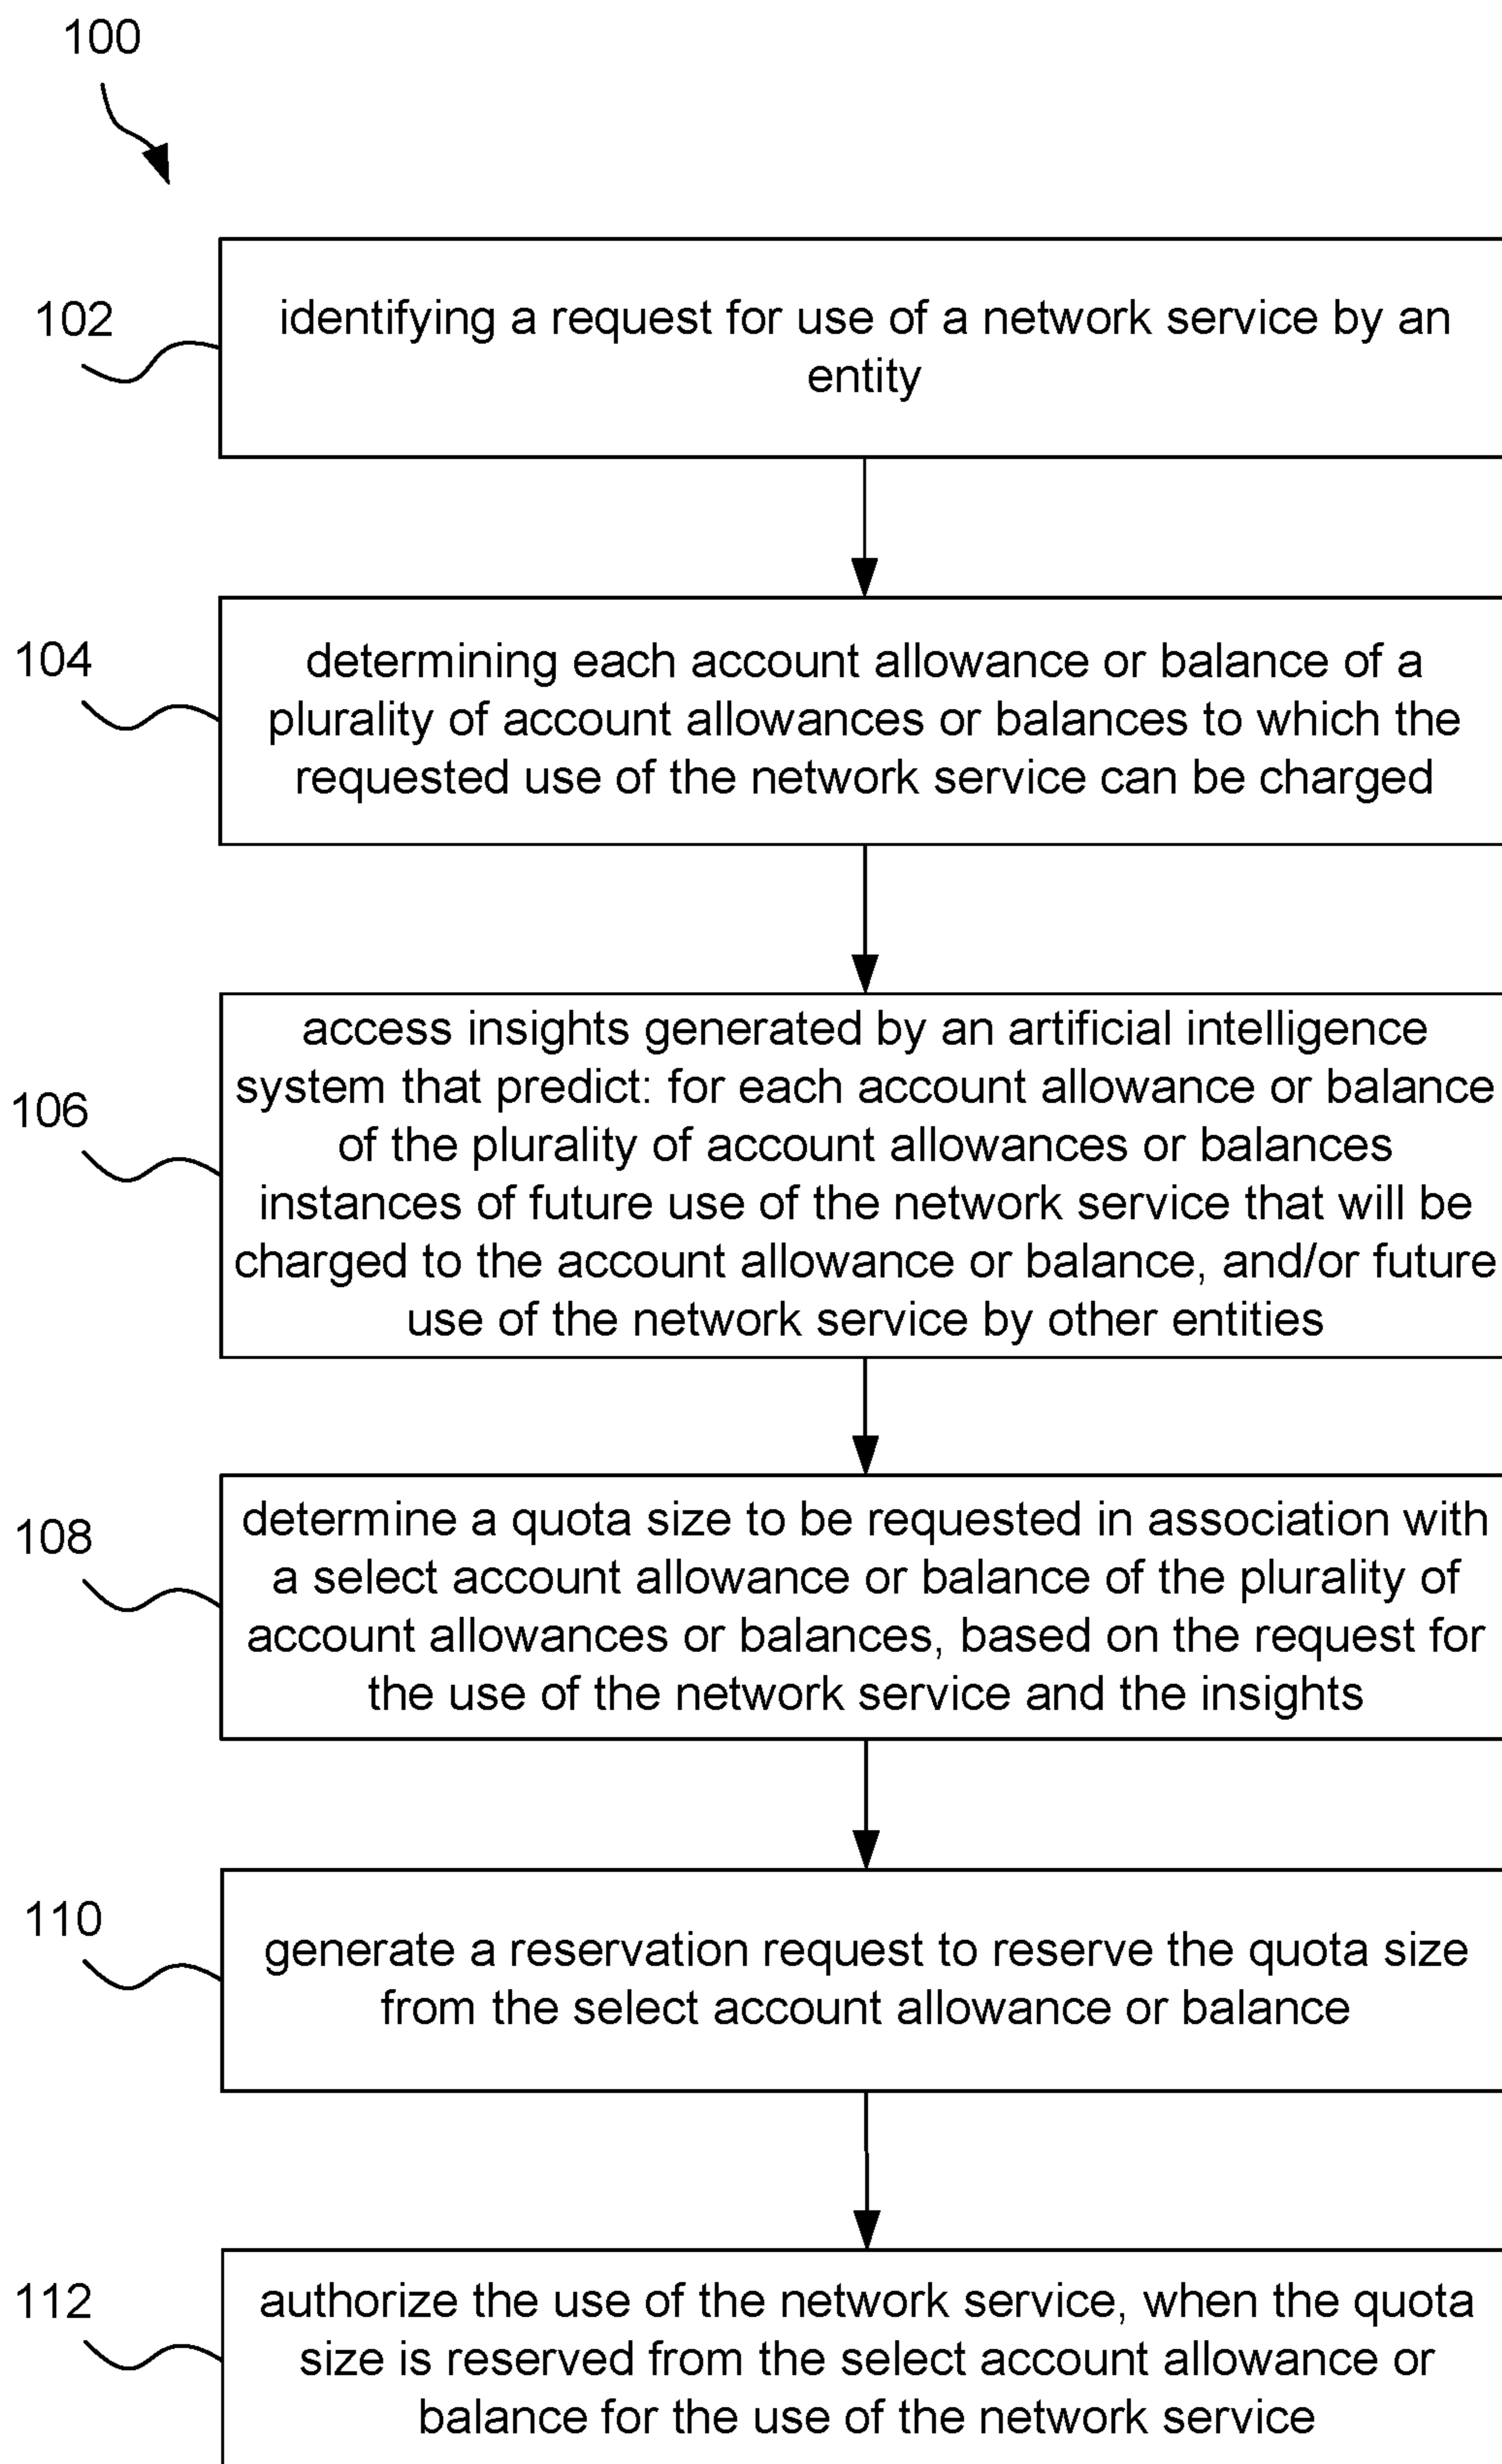 100
102
identifying a request for use of a network service by an
entity
104
determining each account allowance or balance of a
plurality of account allowances or balances to which the
requested use of the network service can be charged
106
access insights generated by an artificial intelligence
system that predict: for each account allowance or balance
of the plurality of account allowances or balances
instances of future use of the network service that will be
charged to the account allowance or balance, and/or future
use of the network service by other entities
108
determine a quota size to be requested in association with
a select account allowance or balance of the plurality of
account allowances or balances, based on the request for
the use of the network service and the insights
110
generate a reservation request to reserve the quota size
from the select account allowance or balance
112
authorize the use of the network service, when the quota
size is reserved from the select account allowance or
balance for the use of the network service